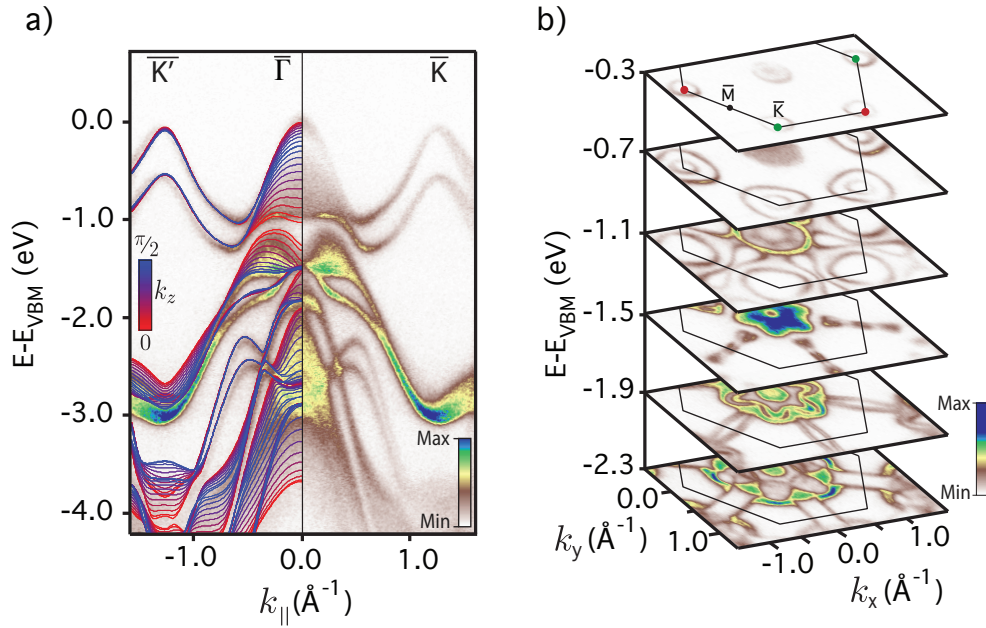 a)
K' Γ K
0.0
-1.0
-2.0
-3.0
-4.0
E-E_VBM (eV)
π/2
k_z
0
Max
Min
-1.0 0.0 1.0
k_||(Å⁻¹)
b)
-0.3
-0.7
-1.1
-1.5
-1.9
-2.3
E-E_VBM (eV)
M
K
Max
Min
0.0
1.0
k_y(Å⁻¹)
-1.0
0.0
1.0
k_x(Å⁻¹)